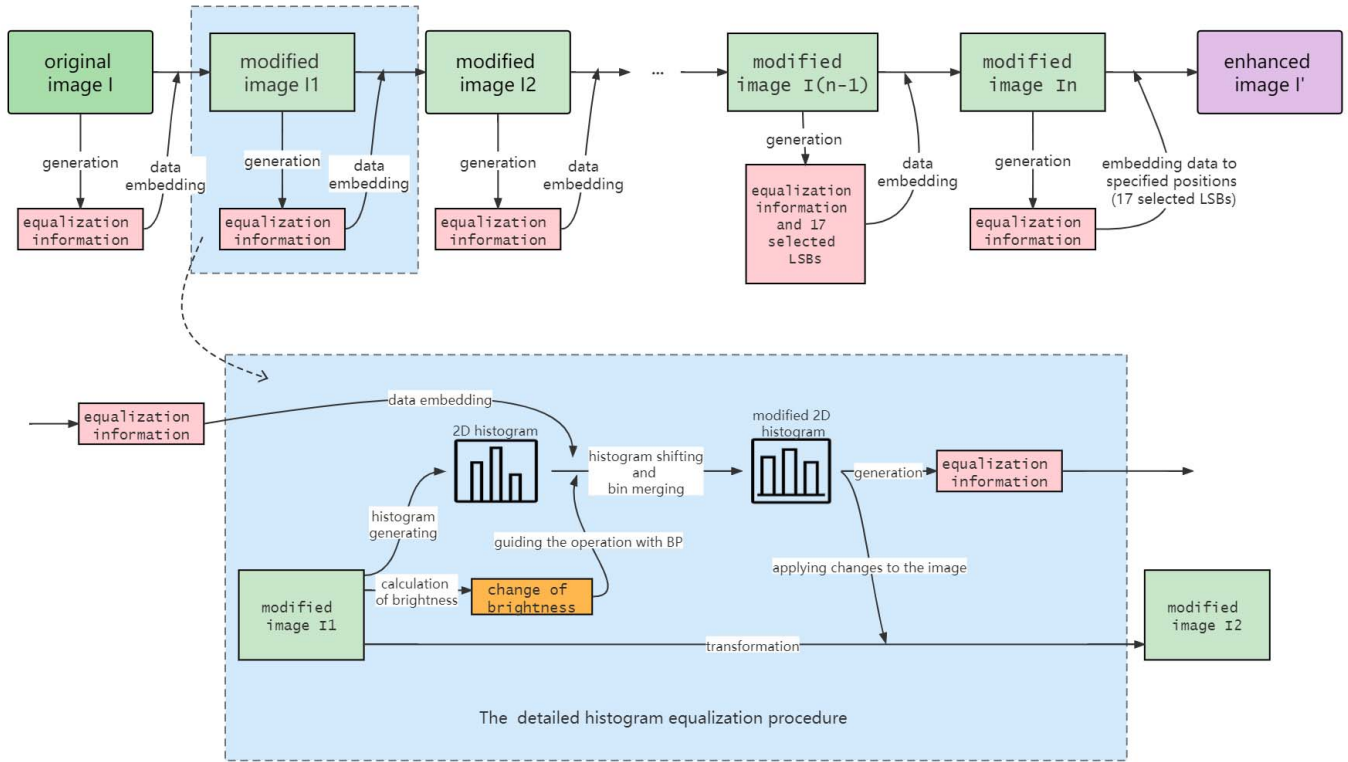 original
image I
modified
image I1
modified
image I2
...
modified
image I(n-1)
modified
image In
enhanced
image I'
generation
data
embedding
generation
data
embedding
generation
data
embedding
generation
data
embedding
generation
embedding data to
specified positions
(17 selected LSBs)
equalization
information
equalization
information
equalization
information
equalization
information
and 17
selected
LSBs
equalization
information
equalization
information
data embedding
2D histogram
modified 2D
histogram
histogram shifting
and
bin merging
generation
equalization
information
histogram
generating
guiding the operation with BP
applying changes to the image
calculation
of brightness
change of
brightness
modified
image I1
transformation
modified
image I2
The detailed histogram equalization procedure